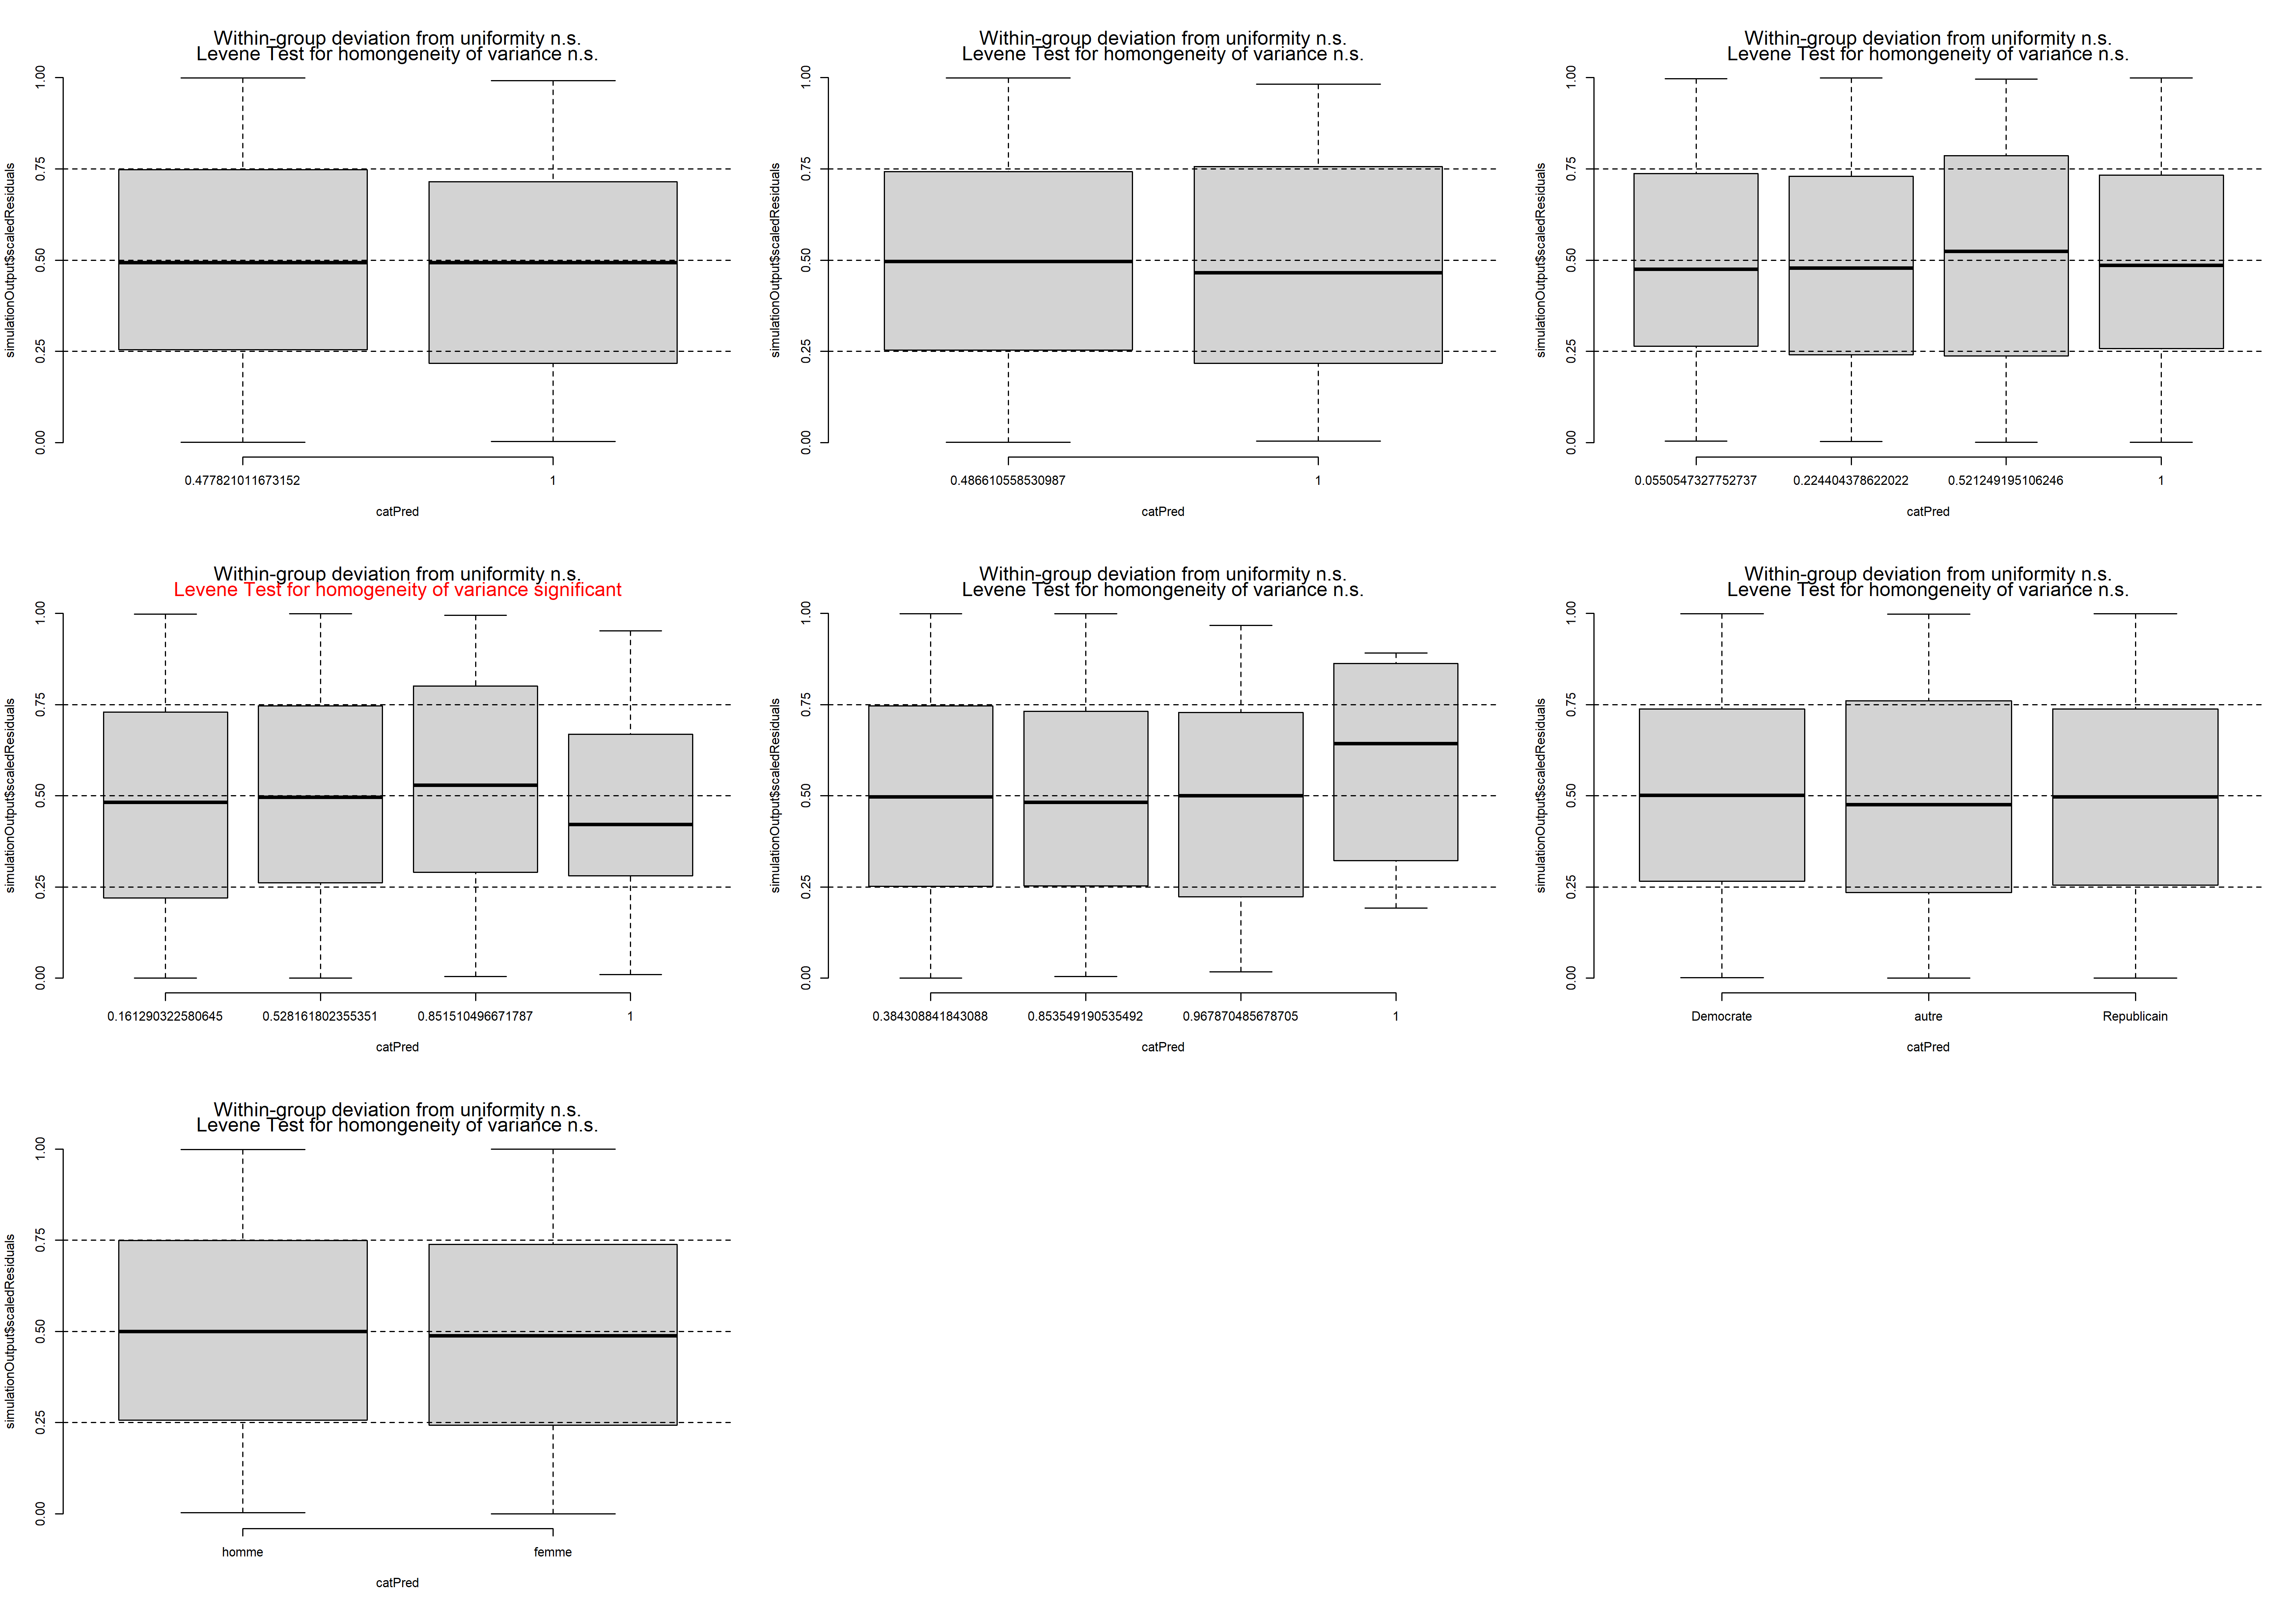 Within-group deviation from uniformity n.s.
Levene Test for homongeneity of variance n.s.
simulationOutput$scaledResiduals
0.00
0.25
0.50
0.75
1.00
0.477821011673152
1
catPred
Within-group deviation from uniformity n.s.
Levene Test for homongeneity of variance n.s.
simulationOutput$scaledResiduals
0.00
0.25
0.50
0.75
1.00
0.486610558530987
1
catPred
Within-group deviation from uniformity n.s.
Levene Test for homongeneity of variance n.s.
simulationOutput$scaledResiduals
0.00
0.25
0.50
0.75
1.00
0.0550547327752737
0.224404378622022
0.521249195106246
1
catPred
Within-group deviation from uniformity n.s.
Levene Test for homogeneity of variance significant
simulationOutput$scaledResiduals
0.00
0.25
0.50
0.75
1.00
0.161290322580645
0.528161802355351
0.851510496671787
1
catPred
Within-group deviation from uniformity n.s.
Levene Test for homongeneity of variance n.s.
simulationOutput$scaledResiduals
0.00
0.25
0.50
0.75
1.00
0.384308841843088
0.853549190535492
0.967870485678705
1
catPred
Within-group deviation from uniformity n.s.
Levene Test for homongeneity of variance n.s.
simulationOutput$scaledResiduals
0.00
0.25
0.50
0.75
1.00
Democrate
autre
Republicain
catPred
Within-group deviation from uniformity n.s.
Levene Test for homongeneity of variance n.s.
simulationOutput$scaledResiduals
0.00
0.25
0.50
0.75
1.00
homme
femme
catPred